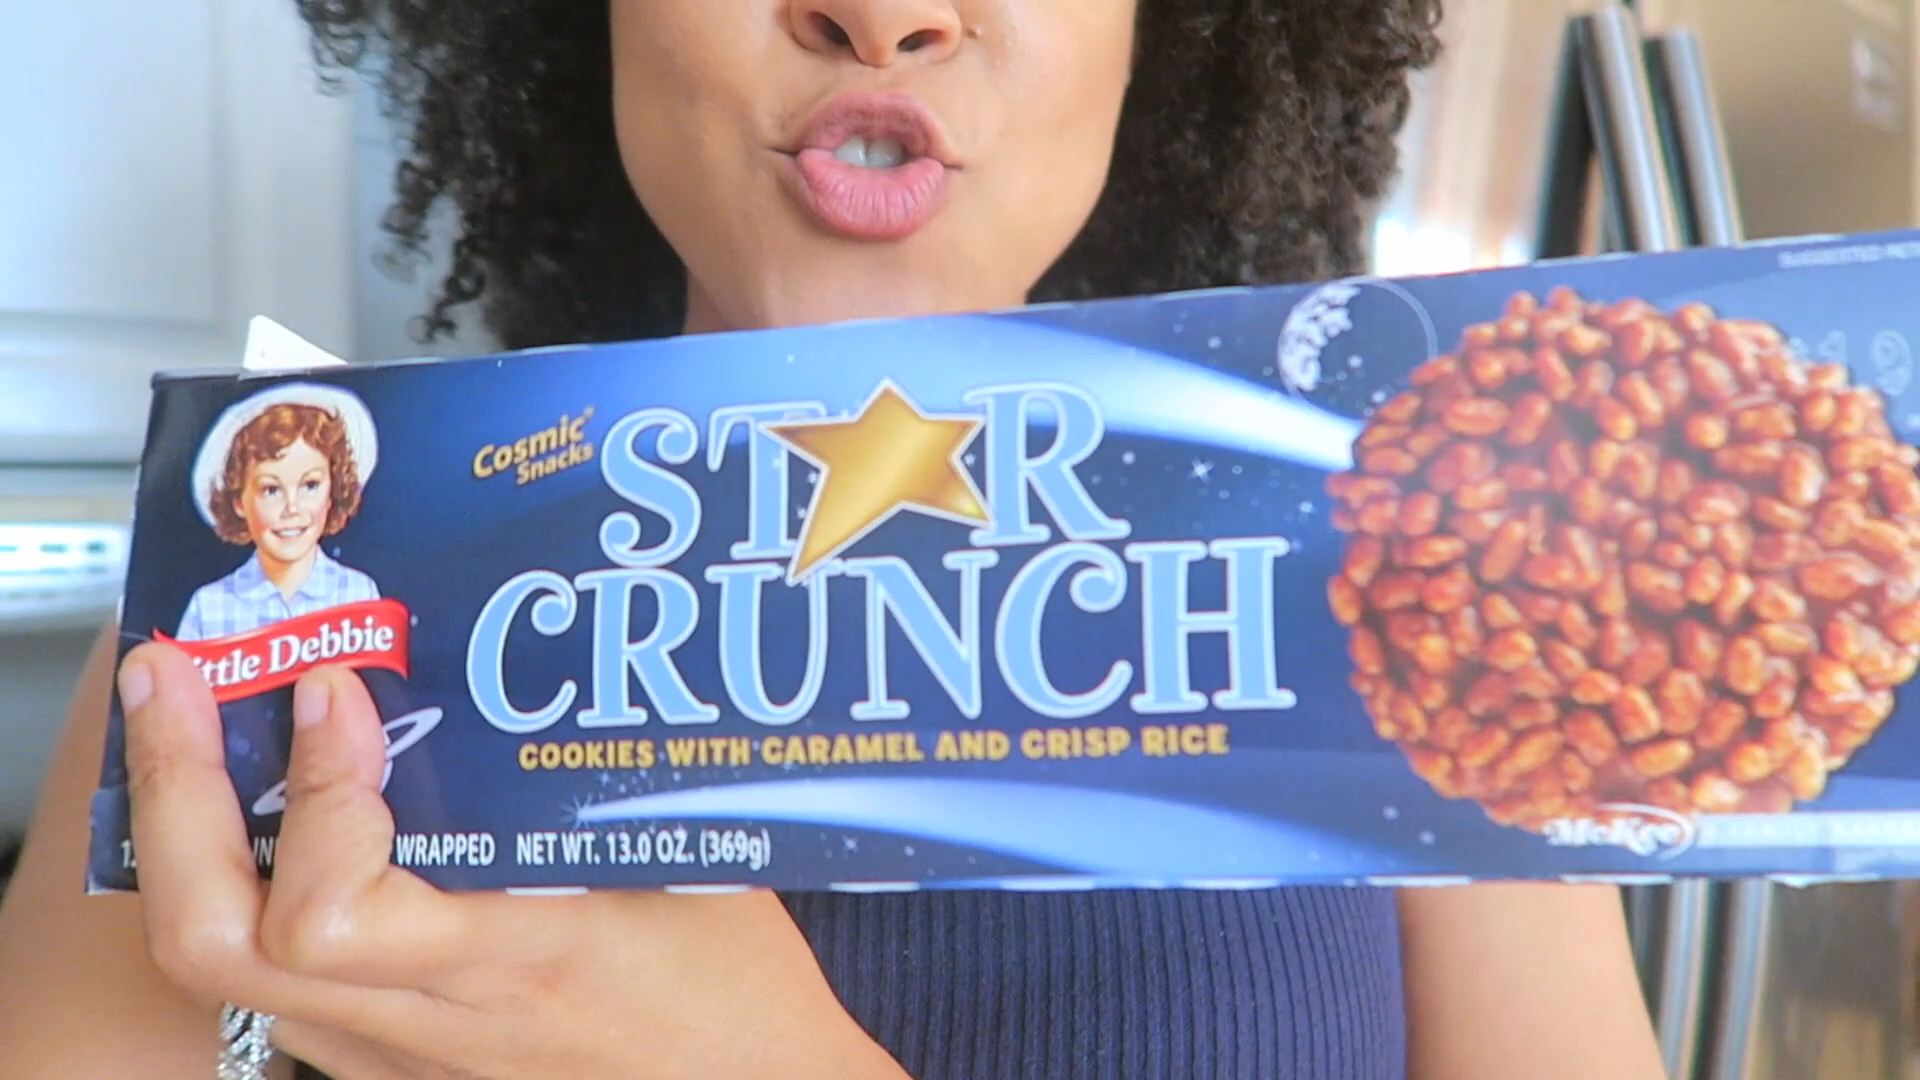 Cosmic
Snacks
STAR
CRUNCH
ttle Debbie
COOKIES WITH CARAMEL AND CRISP RICE
WRAPPED NET WT. 13.0 OZ. (369g)
McKee